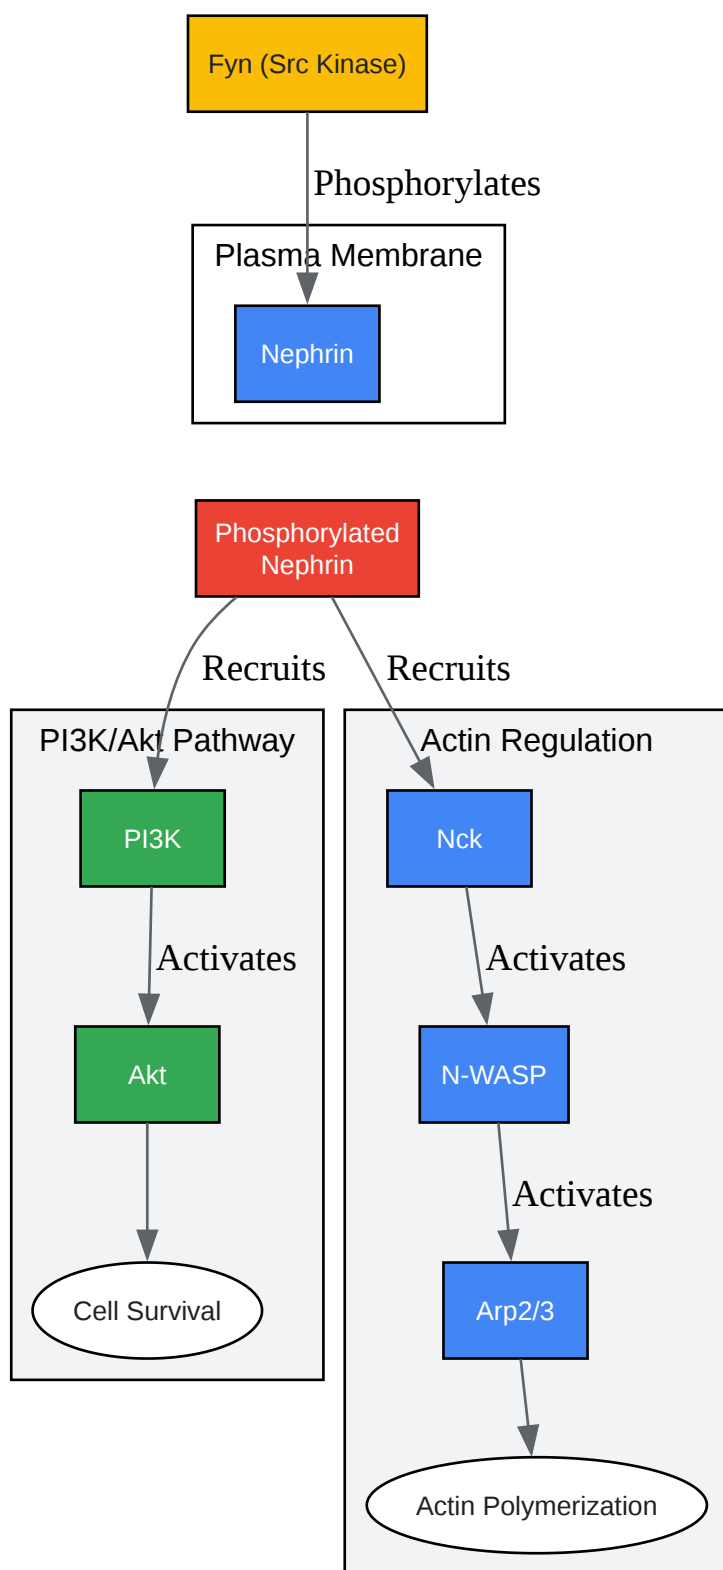 Fyn (Src Kinase)
Phosphorylates
Plasma Membrane
Nephrin
Phosphorylated
Nephrin
Recruits
Recruits
PI3K/Akt Pathway
Actin Regulation
PI3K
Nck
Activates
Activates
Akt
N-WASP
Activates
Cell Survival
Arp2/3
Actin Polymerization